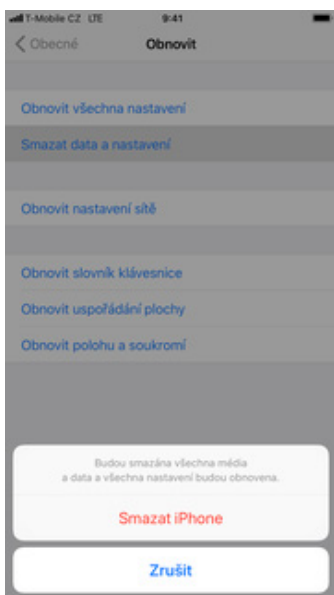 T-Mobile CZ LTE 9:41
Obecné Obnovit
Obnovit všechna nastavení
Smazat data a nastavení
Obnovit nastavení sítě
Obnovit slovník klávesnice
Obnovit uspořádání plochy
Obnovit polohu a soukromí
Budou smazána všechna média
a data a všechna nastavení budou obnovena.
Smazat iPhone
Zrušit